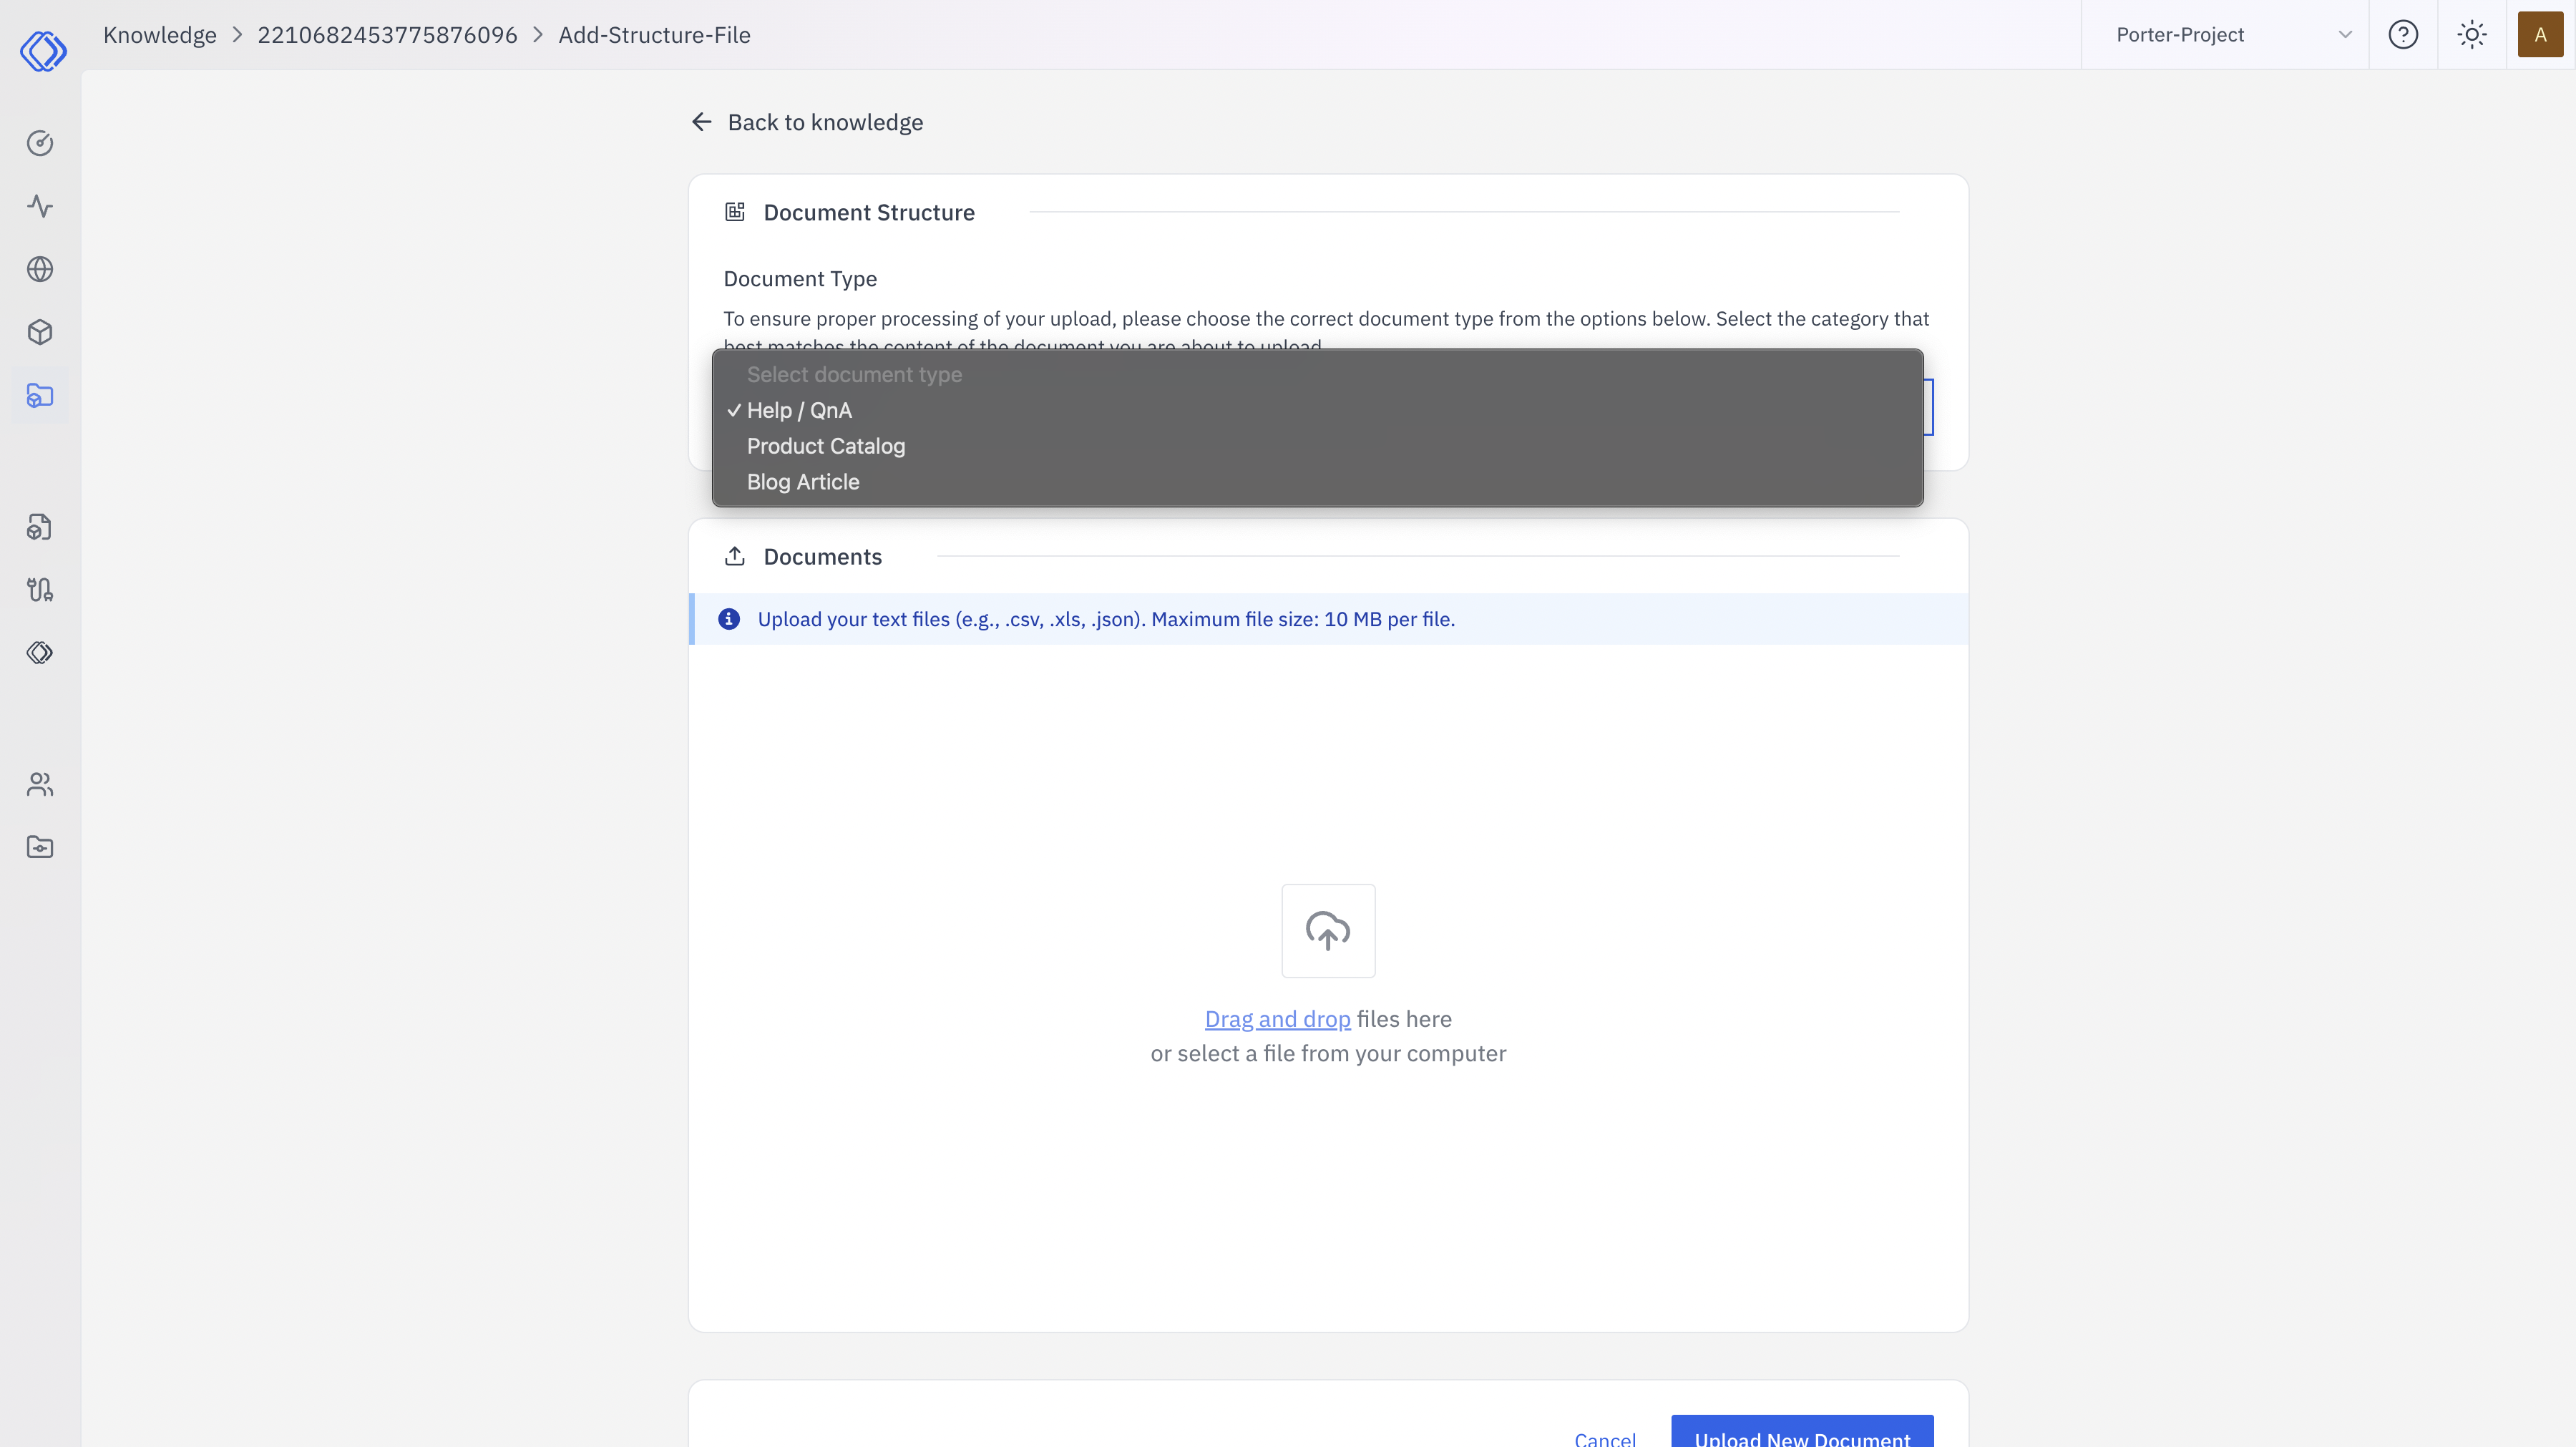 Knowledge > 2210682453775876096 > Add-Structure-File
Porter-Project
A
Back to knowledge
Document Structure
Document Type
To ensure proper processing of your upload, please choose the correct document type from the options below. Select the category that
best matches the content of the document you are about to upload.
Select document type
✓ Help / QnA
Product Catalog
Blog Article
Documents
Upload your text files (e.g., .csv, .xls, .json). Maximum file size: 10 MB per file.
Drag and drop files here
or select a file from your computer
Cancel
Upload New Document